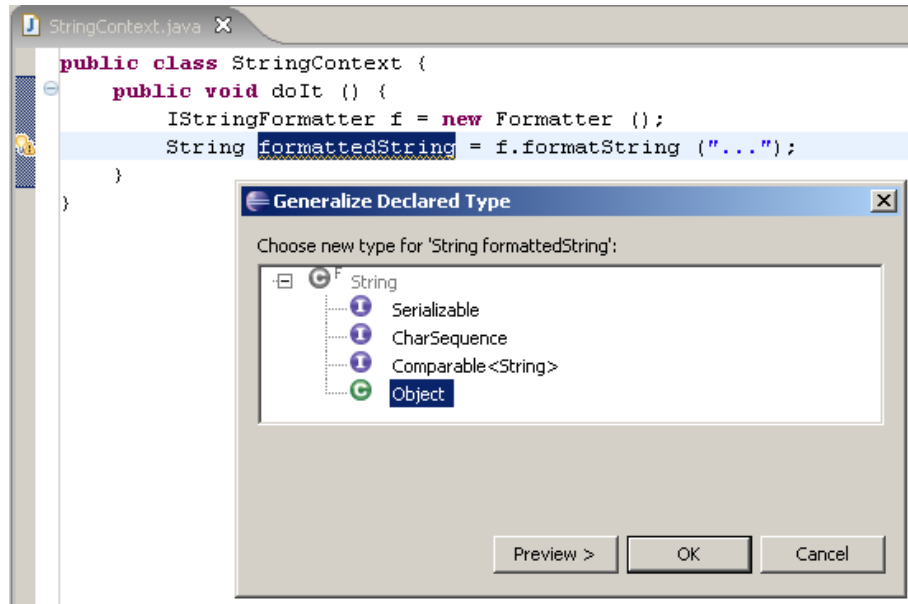 StringContext.java
public class StringContext {
public void doIt () {
IStringFormatter f = new Formatter ();
String formattedString = f.formatString ("...");
}
}
Generalize Declared Type
Choose new type for 'String formattedString':
String
Serializable
CharSequence
Comparable<String>
Object
Preview > OK Cancel